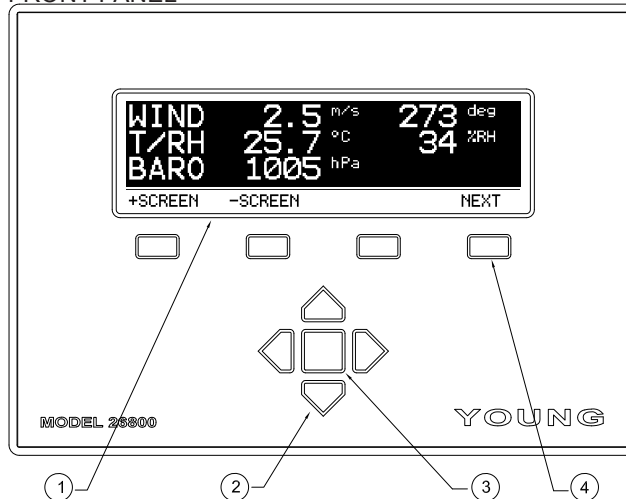 FRONT PANEL
WIND 2.5 m/s 273 deg
T/RH 25.7 °C 34 %RH
BARO 1005 hPa
+SCREEN -SCREEN NEXT
MODEL 26800 YOUNG
1 2 3 4